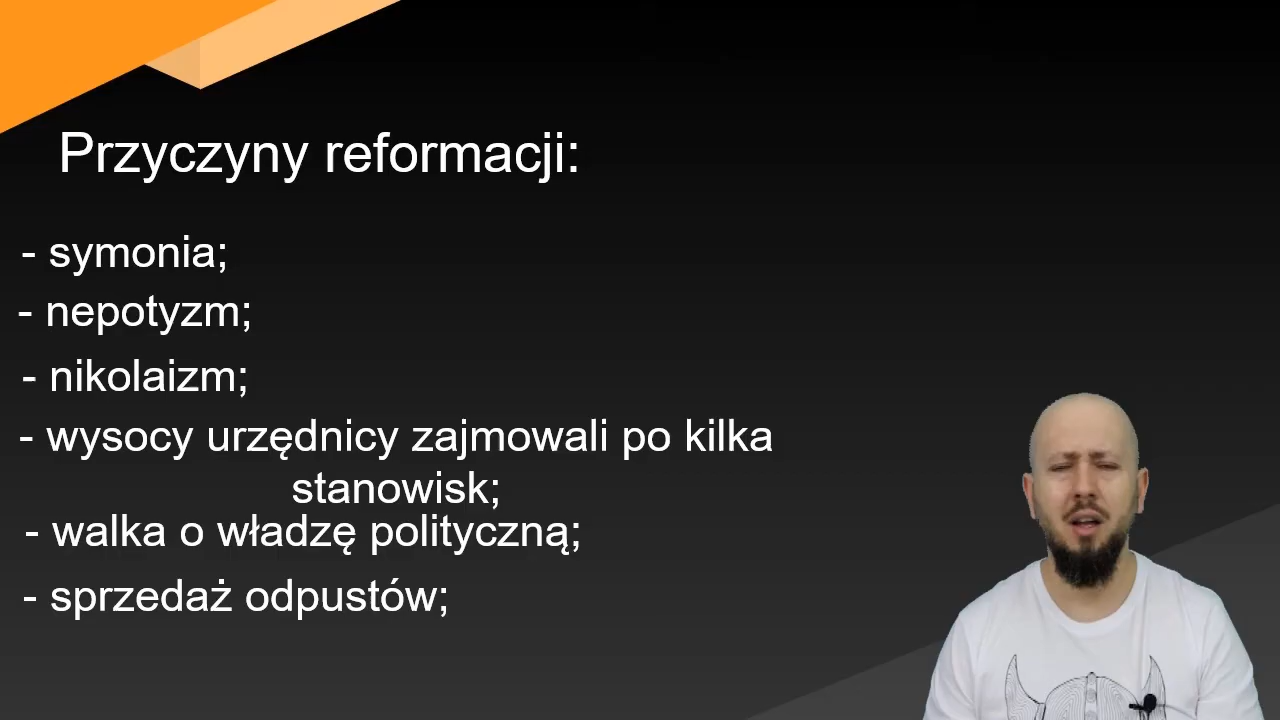 Przyczyny reformacji:
- symonia;
- nepotyzm;
- nikolaizm;
- wysocy urzędnicy zajmowali po kilka
stanowisk;
- walka o władzę polityczną;
- sprzedaż odpustów;